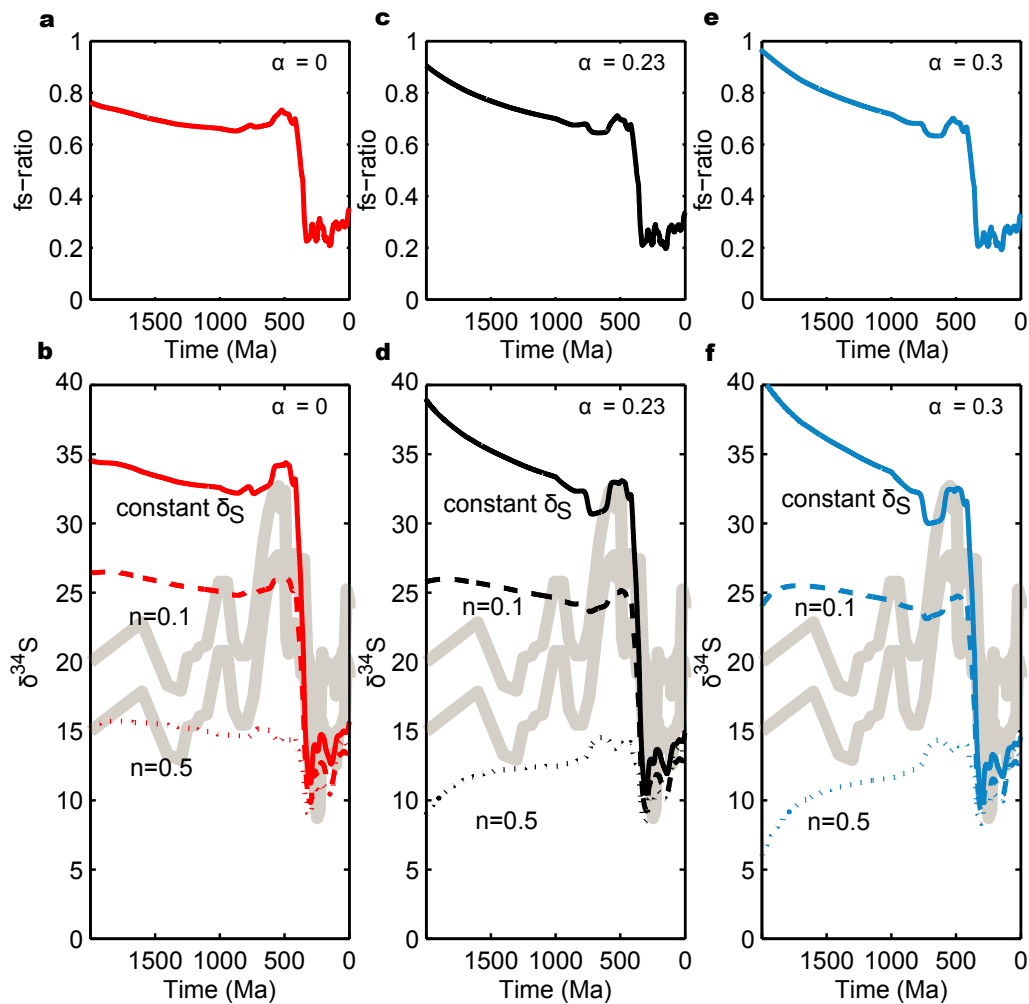 a
c
e
α = 0
α = 0.23
α = 0.3
1
0.8
0.6
0.4
0.2
0
fs-ratio
1500 1000 500 0
Time (Ma)
1
0.8
0.6
0.4
0.2
0
fs-ratio
1500 1000 500 0
Time (Ma)
1
0.8
0.6
0.4
0.2
0
fs-ratio
1500 1000 500 0
Time (Ma)
b
d
f
α = 0
α = 0.23
α = 0.3
40
35
30
25
20
15
10
5
0
δ³⁴S
constant δS
n=0.1
n=0.5
1500 1000 500 0
Time (Ma)
40
35
30
25
20
15
10
5
0
δ³⁴S
constant δS
n=0.1
n=0.5
1500 1000 500 0
Time (Ma)
40
35
30
25
20
15
10
5
0
δ³⁴S
constant δS
n=0.1
n=0.5
1500 1000 500 0
Time (Ma)